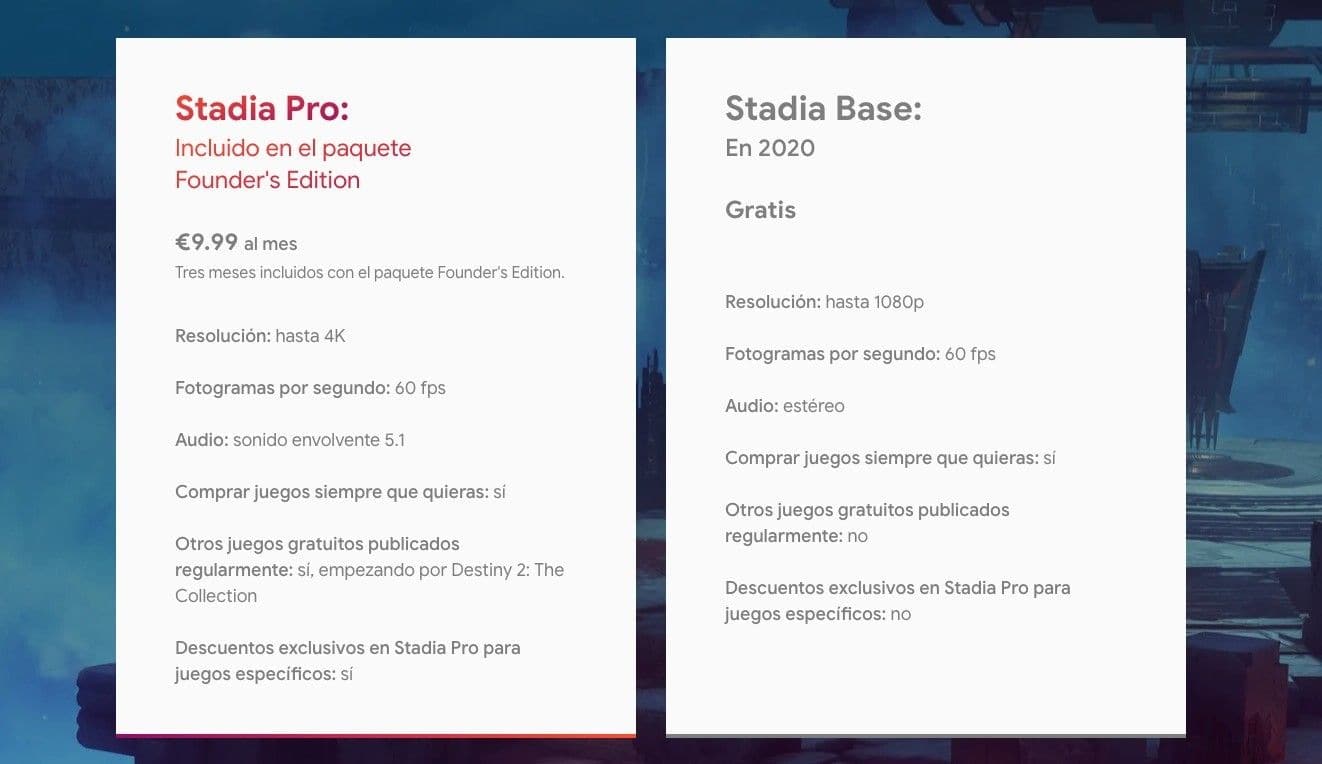 Stadia Pro:
Incluido en el paquete
Founder's Edition
€9.99 al mes
Tres meses incluidos con el paquete Founder's Edition.
Resolución: hasta 4K
Fotogramas por segundo: 60 fps
Audio: sonido envolvente 5.1
Comprar juegos siempre que quieras: sí
Otros juegos gratuitos publicados
regularmente: sí, empezando por Destiny 2: The
Collection
Descuentos exclusivos en Stadia Pro para
juegos específicos: sí
Stadia Base:
En 2020
Gratis
Resolución: hasta 1080p
Fotogramas por segundo: 60 fps
Audio: estéreo
Comprar juegos siempre que quieras: sí
Otros juegos gratuitos publicados
regularmente: no
Descuentos exclusivos en Stadia Pro para
juegos específicos: no